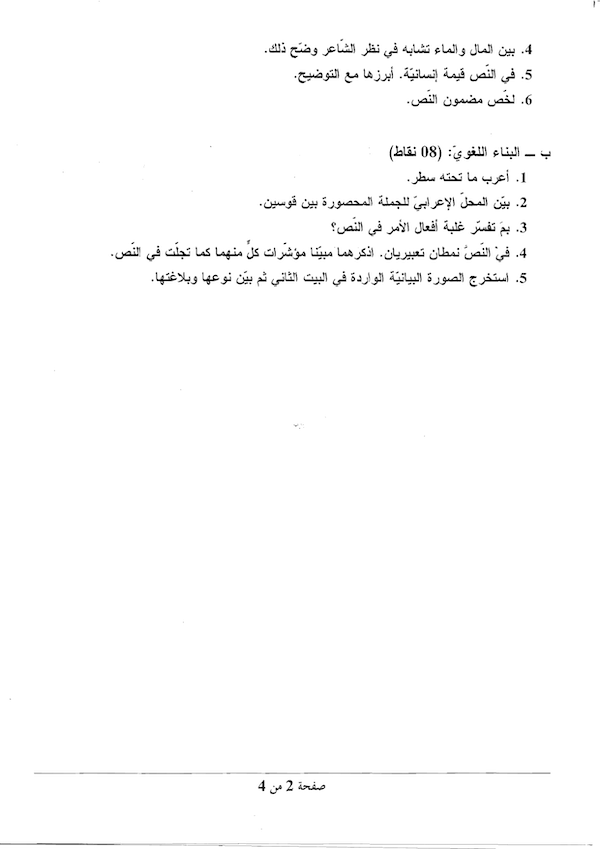 4. بين المال والماء تشابه في نظر الشّاعر وضّح ذلك.
5. في النّص قيمة إنسانيّة. أبرزها مع التوضيح.
6. لخّص مضمون النّص.
ب ـ البناء اللغويّ: (08 نقاط)
1. أعرب ما تحته سطر.
2. بيّن المحلّ الإعرابيّ للجملة المحصورة بين قوسين.
3. بمَ تفسّر غلبة أفعال الأمر في النّص؟
4. في النّصّ نمطان تعبيريان. اذكرهما مبيّنا مؤشّرات كلٍّ منهما كما تجلّت في النّص.
5. استخرج الصورة البيانيّة الواردة في البيت الثاني ثم بيّن نوعها وبلاغتها.
صفحة 2 من 4